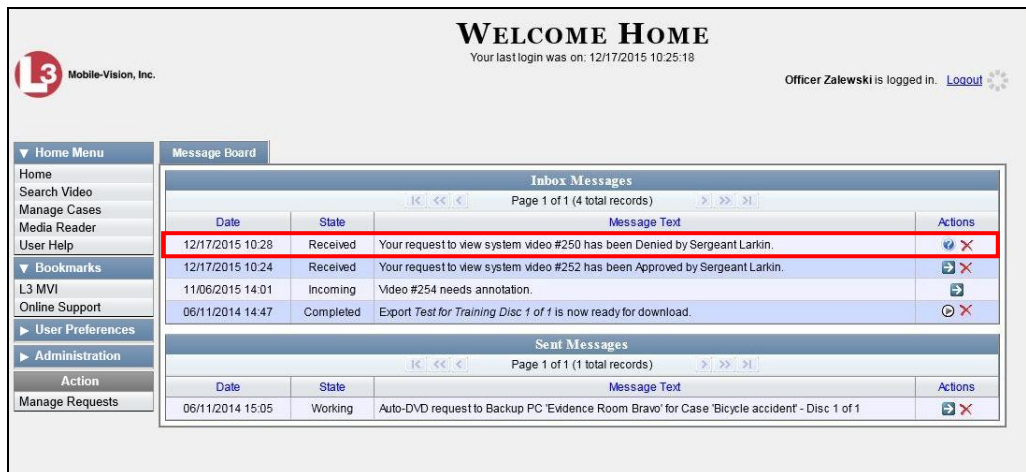 WELCOME HOME
Your last login was on: 12/17/2015 10:25:18
L3 Mobile-Vision, Inc.
Officer Zalewski is logged in. Logout
Home Menu
Home
Search Video
Manage Cases
Media Reader
User Help
Bookmarks
L3 MVI
Online Support
User Preferences
Administration
Action
Manage Requests
Message Board
Inbox Messages
|< << < Page 1 of 1 (4 total records) > >> >|
Date State Message Text Actions
12/17/2015 10:28 Received Your request to view system video #250 has been Denied by Sergeant Larkin.
12/17/2015 10:24 Received Your request to view system video #252 has been Approved by Sergeant Larkin.
11/06/2015 14:01 Incoming Video #254 needs annotation.
06/11/2014 14:47 Completed Export Test for Training Disc 1 of 1 is now ready for download.
Sent Messages
|< << < Page 1 of 1 (1 total records) > >> >|
Date State Message Text Actions
06/11/2014 15:05 Working Auto-DVD request to Backup PC 'Evidence Room Bravo' for Case 'Bicycle accident' - Disc 1 of 1